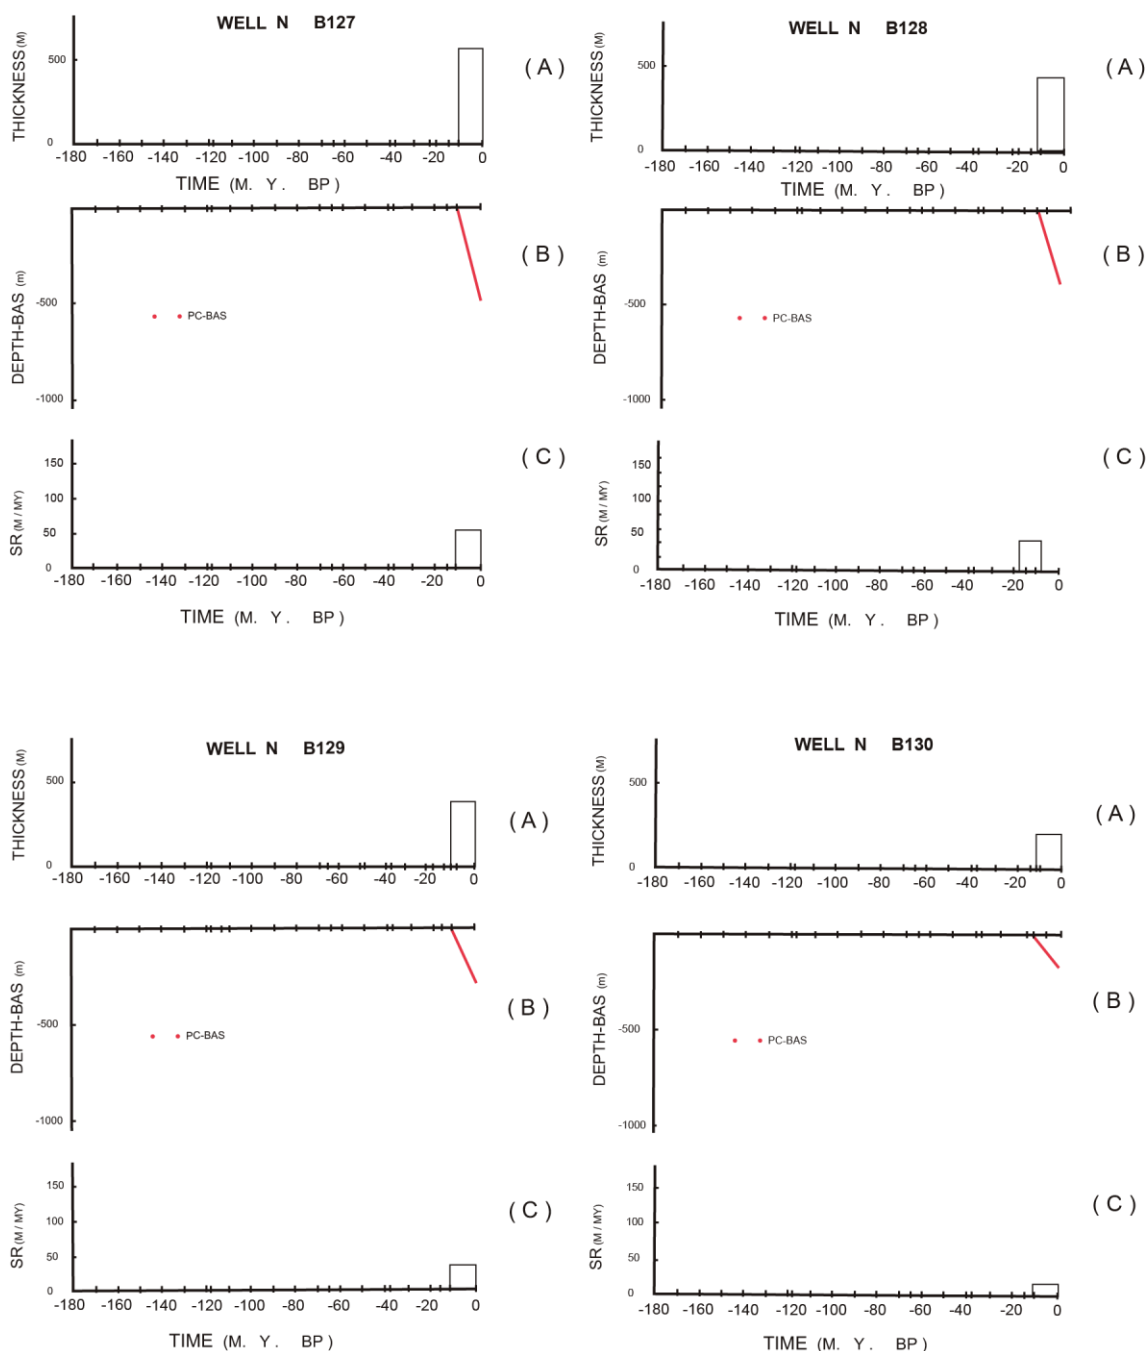 WELL N B127
THICKNESS (M)
500
0
(A)
-180 -160 -140 -120 -100 -80 -60 -40 -20 0
TIME (M. Y. BP)
DEPTH-BAS (m)
-500
-1000
PC-BAS
(B)
SR (M / MY)
150
100
50
0
(C)
-180 -160 -140 -120 -100 -80 -60 -40 -20 0
TIME (M. Y. BP)
WELL N B128
THICKNESS (M)
500
0
(A)
-180 -160 -140 -120 -100 -80 -60 -40 -20 0
TIME (M. Y. BP)
DEPTH-BAS (m)
-500
-1000
PC-BAS
(B)
SR (M / MY)
150
100
50
0
(C)
-180 -160 -140 -120 -100 -80 -60 -40 -20 0
TIME (M. Y. BP)
WELL N B129
THICKNESS (M)
500
0
(A)
-180 -160 -140 -120 -100 -80 -60 -40 -20 0
DEPTH-BAS (m)
-500
-1000
PC-BAS
(B)
SR (M / MY)
150
100
50
0
(C)
-180 -160 -140 -120 -100 -80 -60 -40 -20 0
TIME (M. Y. BP)
WELL N B130
THICKNESS (M)
500
0
(A)
-180 -160 -140 -120 -100 -80 -60 -40 -20 0
DEPTH-BAS (m)
-500
-1000
PC-BAS
(B)
SR (M / MY)
150
100
50
0
(C)
-180 -160 -140 -120 -100 -80 -60 -40 -20 0
TIME (M. Y. BP)